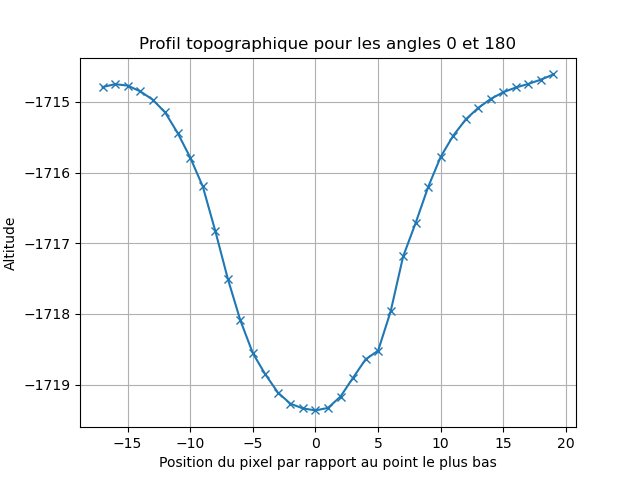 Profil topographique pour les angles 0 et 180
Altitude
−1715
−1716
−1717
−1718
−1719
−15 −10 −5 0 5 10 15 20
Position du pixel par rapport au point le plus bas